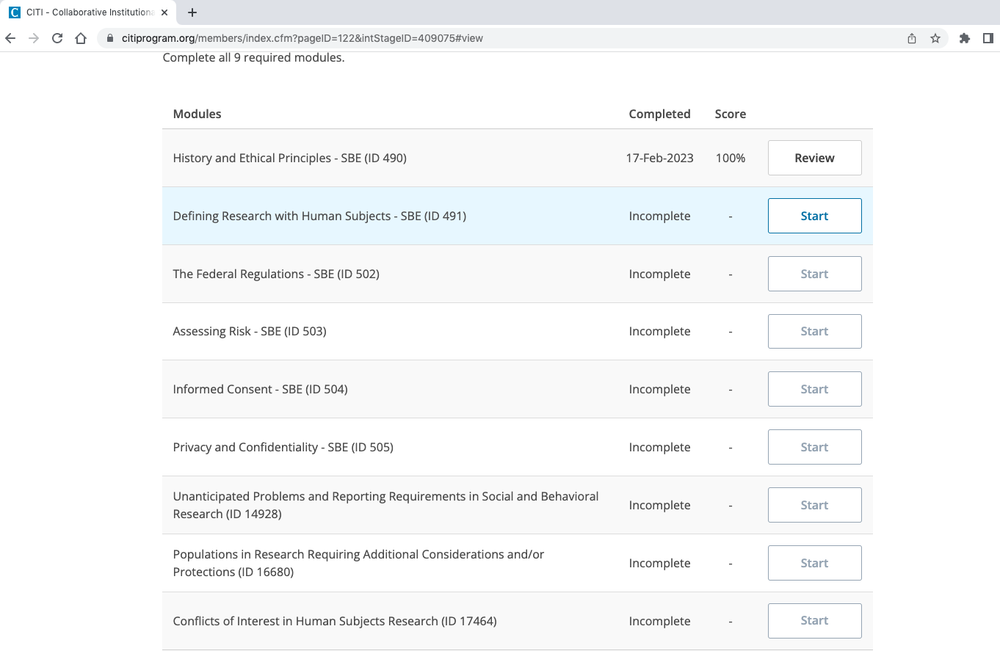 CITI - Collaborative Institutiona
citiprogram.org/members/index.cfm?pageID=122&intStageID=409075#view
Complete all 9 required modules.
Modules Completed Score
History and Ethical Principles - SBE (ID 490) 17-Feb-2023 100% Review
Defining Research with Human Subjects - SBE (ID 491) Incomplete - Start
The Federal Regulations - SBE (ID 502) Incomplete - Start
Assessing Risk - SBE (ID 503) Incomplete - Start
Informed Consent - SBE (ID 504) Incomplete - Start
Privacy and Confidentiality - SBE (ID 505) Incomplete - Start
Unanticipated Problems and Reporting Requirements in Social and Behavioral
Research (ID 14928) Incomplete - Start
Populations in Research Requiring Additional Considerations and/or
Protections (ID 16680) Incomplete - Start
Conflicts of Interest in Human Subjects Research (ID 17464) Incomplete - Start